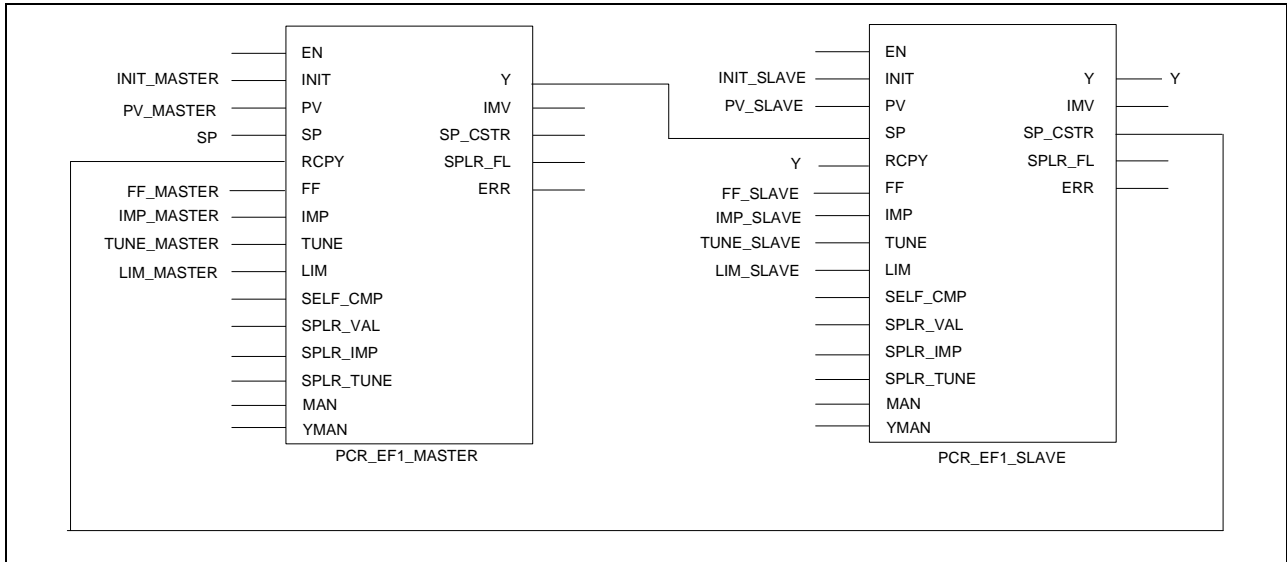 EN
INIT_MASTER INIT Y
PV_MASTER PV IMV
SP SP SP_CSTR
RCPY SPLR_FL
FF_MASTER FF ERR
IMP_MASTER IMP
TUNE_MASTER TUNE
LIM_MASTER LIM
SELF_CMP
SPLR_VAL
SPLR_IMP
SPLR_TUNE
MAN
YMAN
PCR_EF1_MASTER
EN
INIT_SLAVE INIT Y Y
PV_SLAVE PV IMV
SP SP_CSTR
Y RCPY SPLR_FL
FF_SLAVE FF ERR
IMP_SLAVE IMP
TUNE_SLAVE TUNE
LIM_SLAVE LIM
SELF_CMP
SPLR_VAL
SPLR_IMP
SPLR_TUNE
MAN
YMAN
PCR_EF1_SLAVE